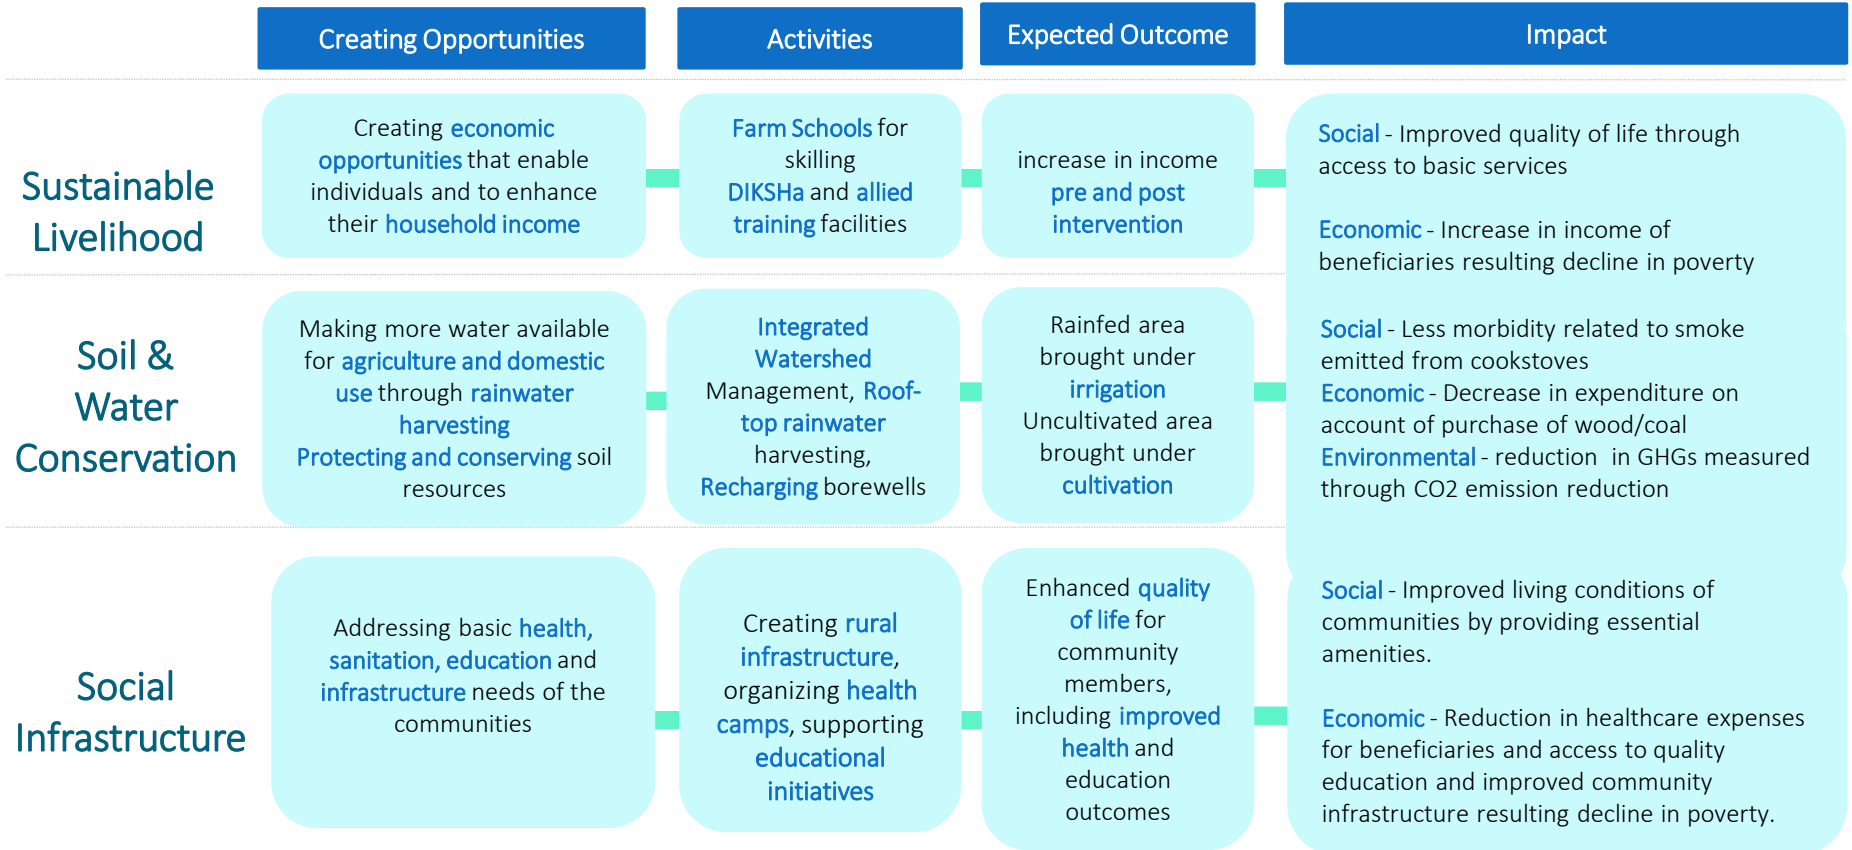 Creating Opportunities
Activities
Expected Outcome
Impact
Sustainable
Livelihood
Creating economic
opportunities that enable
individuals and to enhance
their household income
Farm Schools for
skilling
DIKSHa and allied
training facilities
increase in income
pre and post
intervention
Social - Improved quality of life through
access to basic services
Economic - Increase in income of
beneficiaries resulting decline in poverty
Soil &
Water
Conservation
Making more water available
for agriculture and domestic
use through rainwater
harvesting
Protecting and conserving soil
resources
Integrated
Watershed
Management, Roof-
top rainwater
harvesting,
Recharging borewells
Rainfed area
brought under
irrigation
Uncultivated area
brought under
cultivation
Social - Less morbidity related to smoke
emitted from cookstoves
Economic - Decrease in expenditure on
account of purchase of wood/coal
Environmental - reduction  in GHGs measured
through CO2 emission reduction
Social
Infrastructure
Addressing basic health,
sanitation, education and
infrastructure needs of the
communities
Creating rural
infrastructure,
organizing health
camps, supporting
educational
initiatives
Enhanced quality
of life for
community
members,
including improved
health and
education
outcomes
Social - Improved living conditions of
communities by providing essential
amenities.
Economic - Reduction in healthcare expenses
for beneficiaries and access to quality
education and improved community
infrastructure resulting decline in poverty.